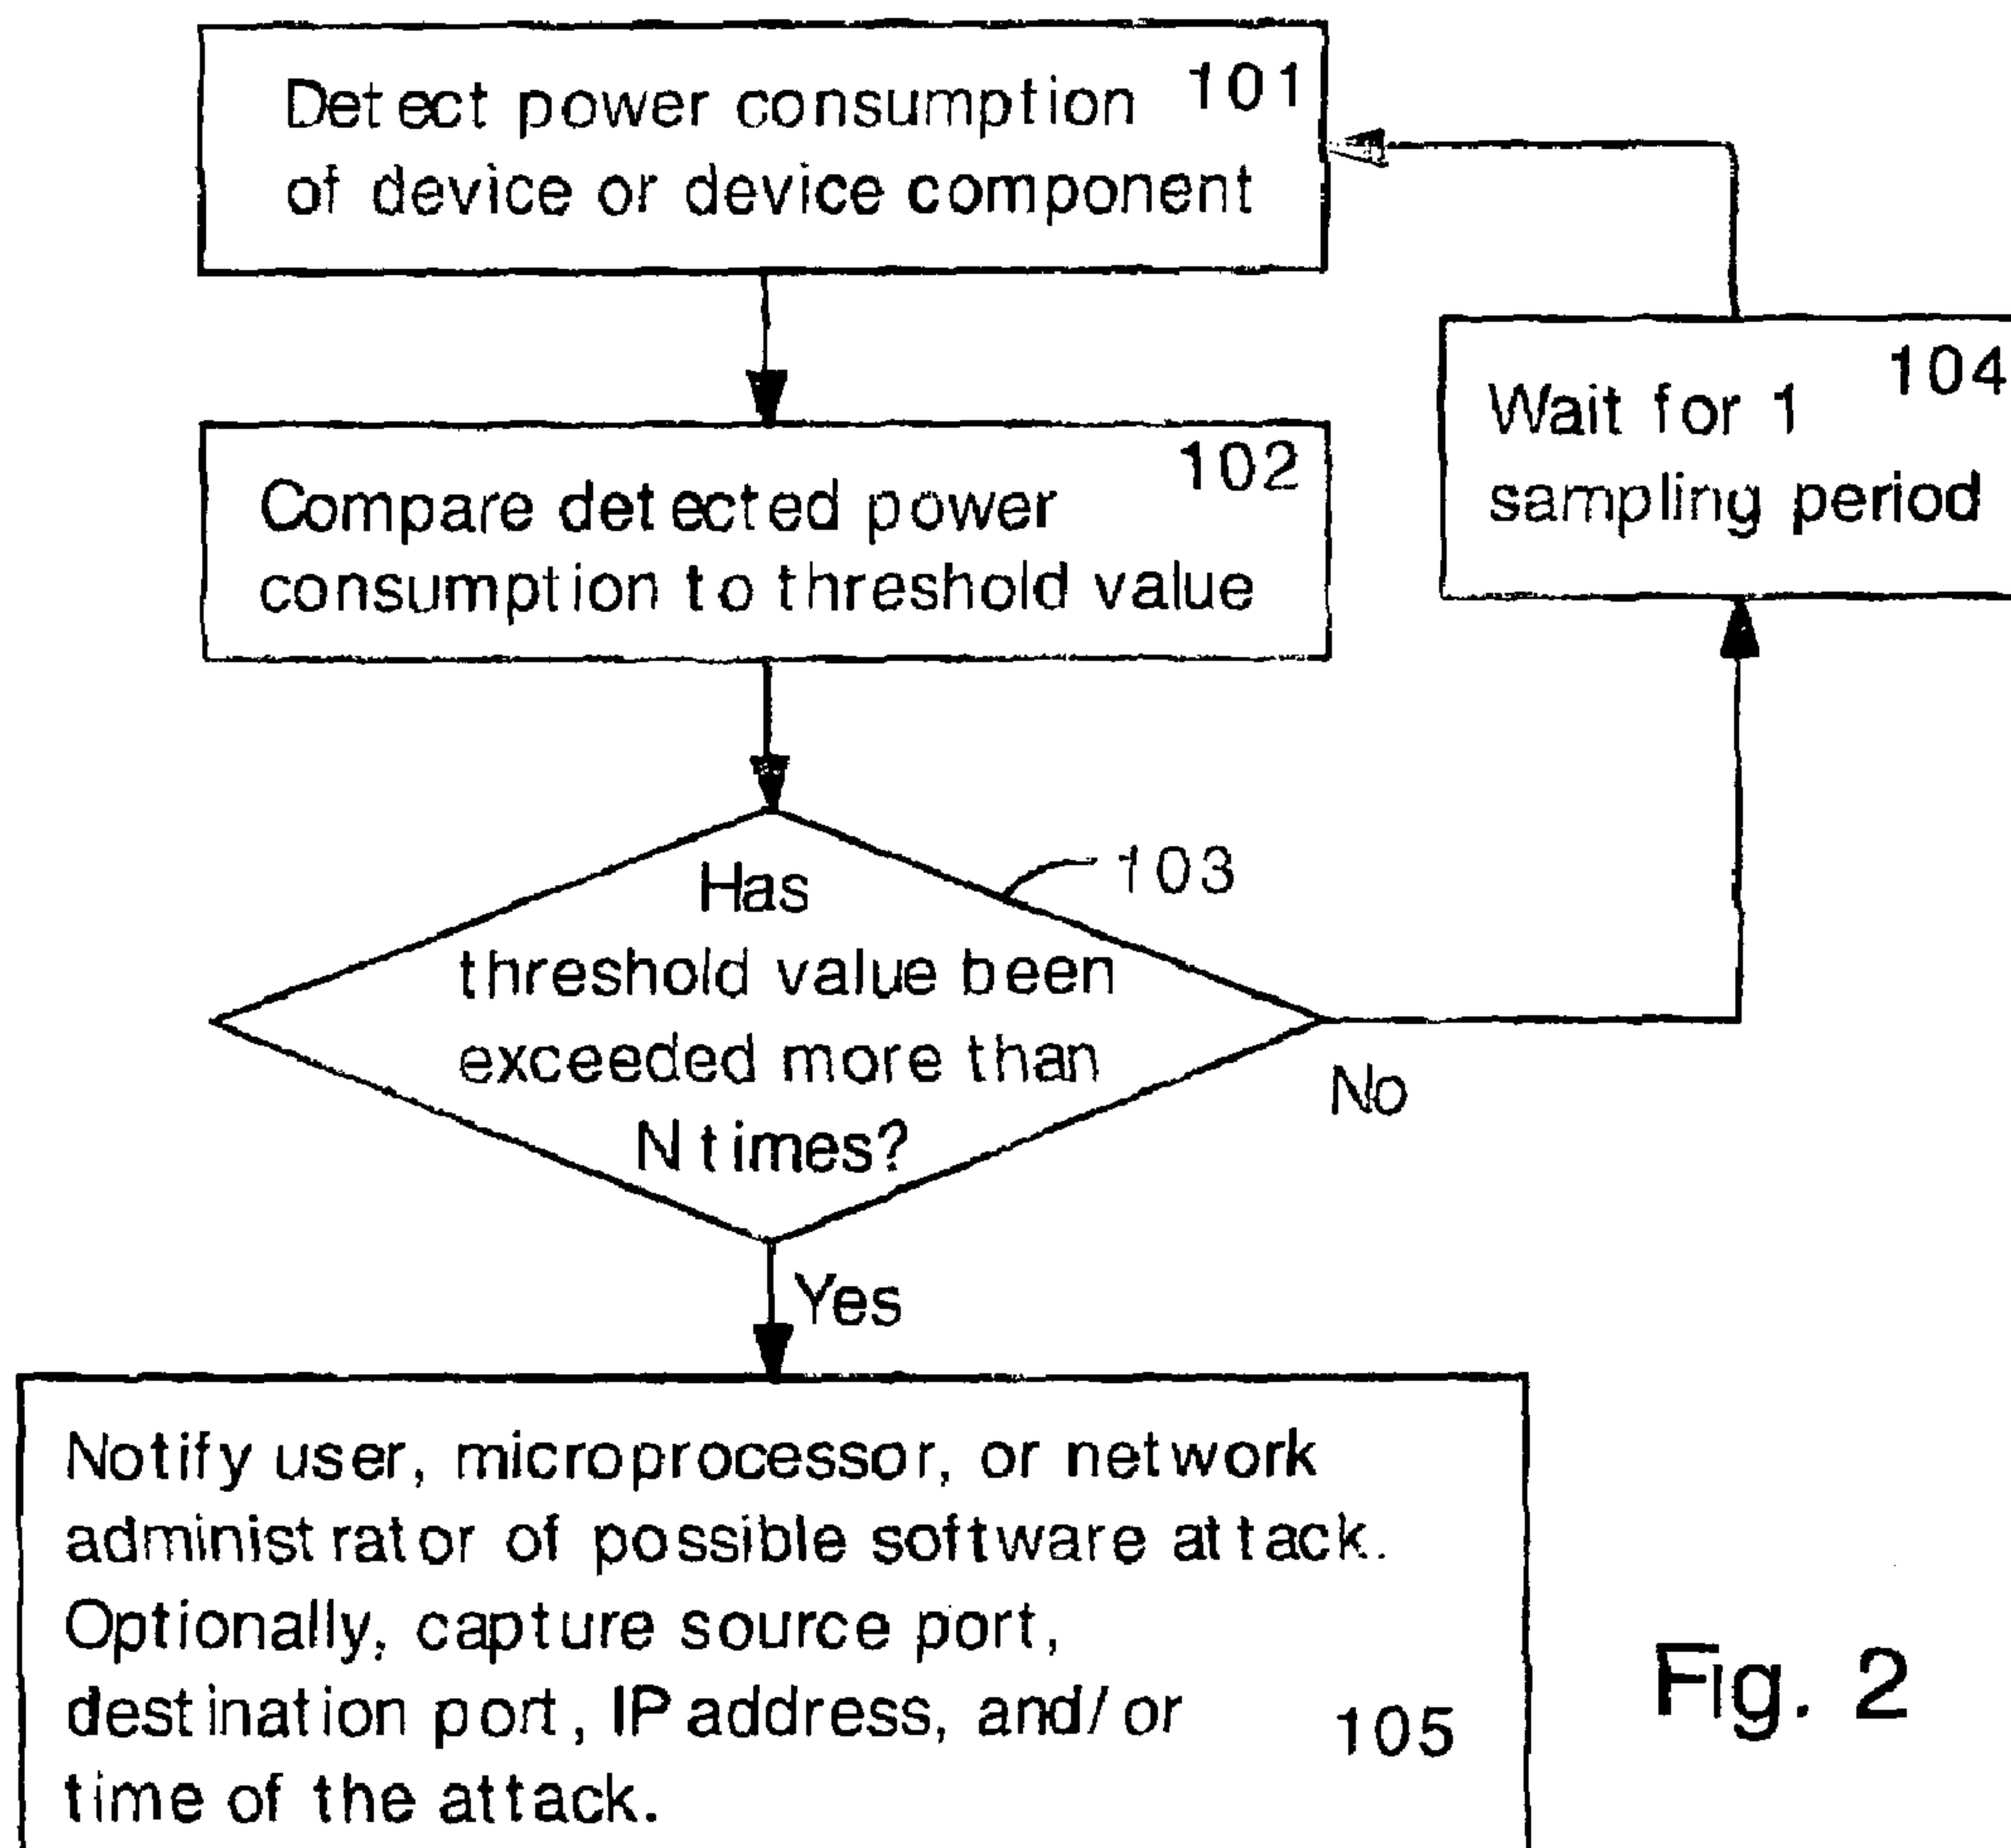 101
Detect power consumption
of device or device component
104
Wait for 1
sampling period
102
Compare detected power
consumption to threshold value
103
Has
threshold value been
exceeded more than
N times?
No
Yes
Notify user, microprocessor, or network
administrator of possible software attack.
Optionally, capture source port,
destination port, IP address, and/or
time of the attack.
105
Fig. 2